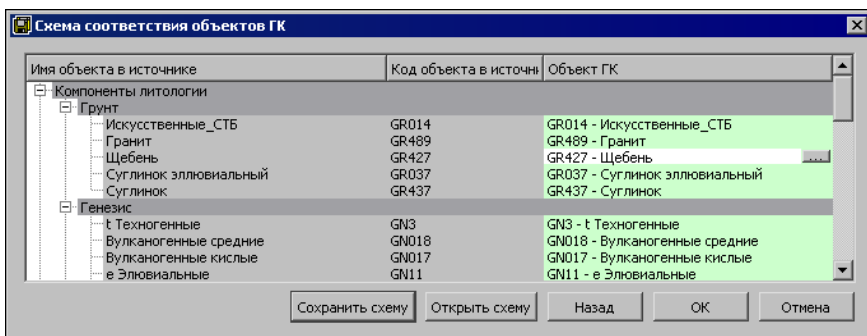 Схема соответствия объектов ГК
Имя объекта в источнике Код объекта в источни Объект ГК
Компоненты литологии
Грунт
Искусственные_СТБ GR014 GR014 - Искусственные_СТБ
Гранит GR489 GR489 - Гранит
Щебень GR427 GR427 - Щебень ...
Суглинок эллювиальный GR037 GR037 - Суглинок эллювиальный
Суглинок GR437 GR437 - Суглинок
Генезис
t Техногенные GN3 GN3 - t Техногенные
Вулканогенные средние GN018 GN018 - Вулканогенные средние
Вулканогенные кислые GN017 GN017 - Вулканогенные кислые
е Элювиальные GN11 GN11 - е Элювиальные
Сохранить схему Открыть схему Назад ОК Отмена